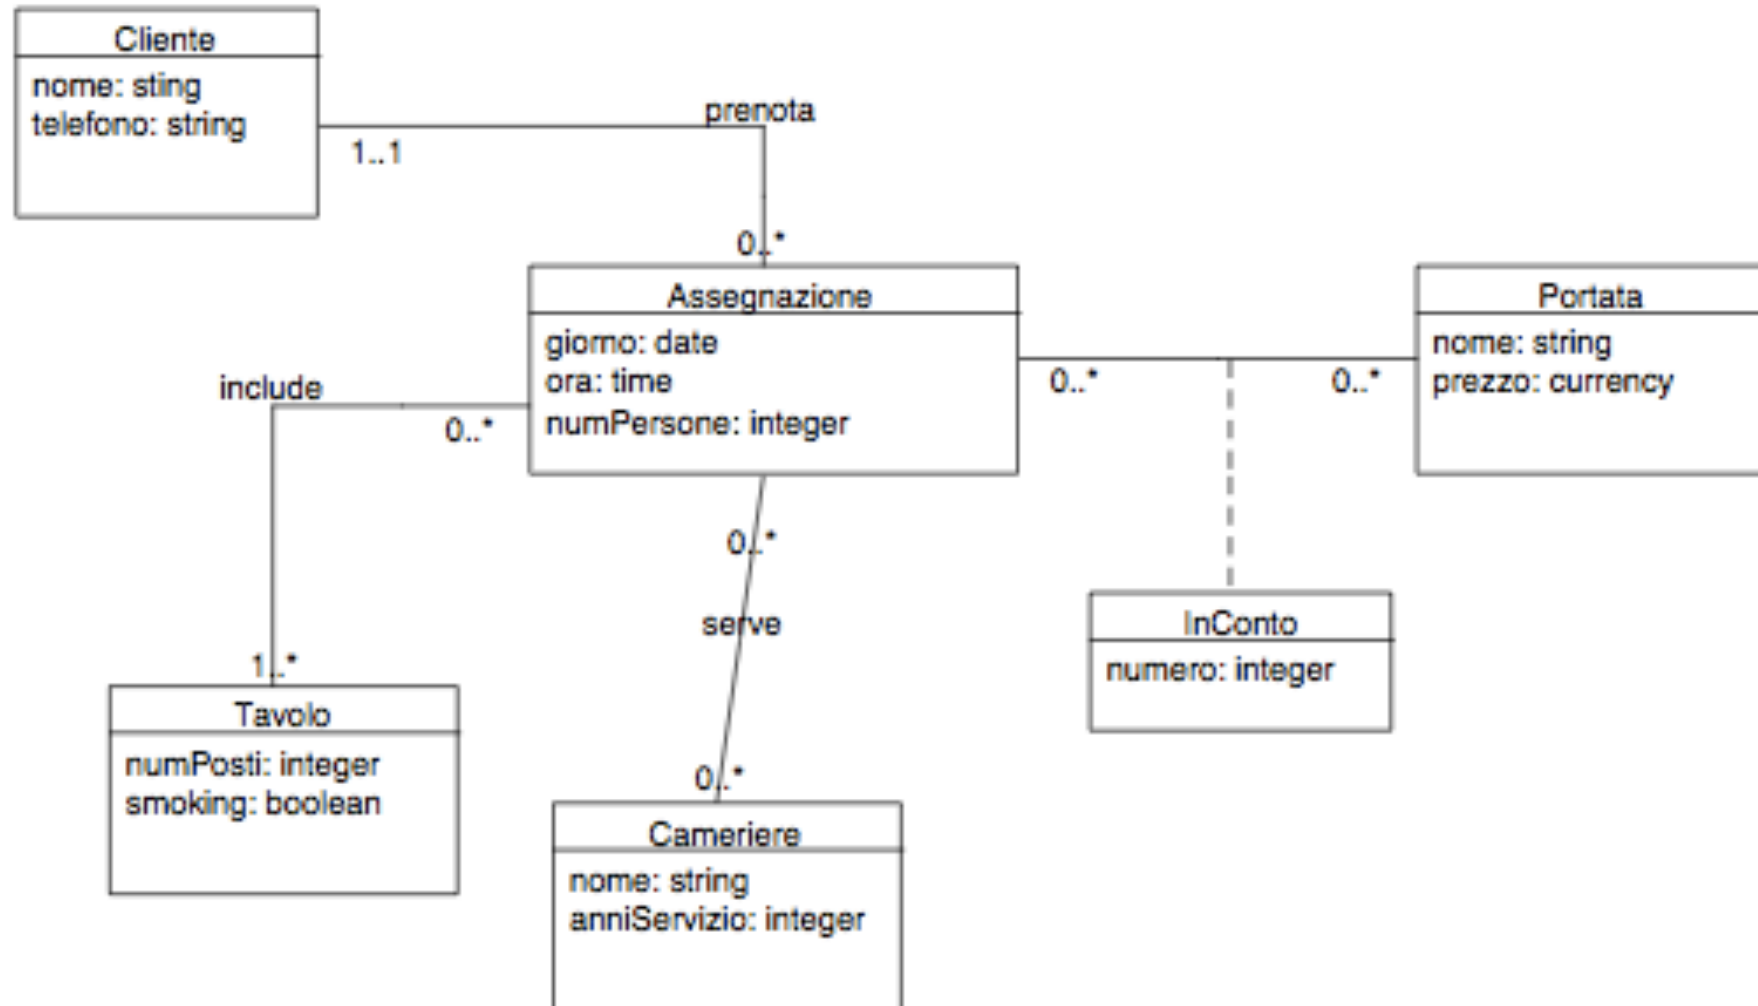 Cliente
nome: sting
telefono: string
prenota
1..1
0..*
Assegnazione
giorno: date
ora: time
numPersone: integer
Portata
nome: string
prezzo: currency
0..*
0..*
include
0..*
0..*
serve
InConto
numero: integer
1..*
Tavolo
numPosti: integer
smoking: boolean
0..*
Cameriere
nome: string
anniServizio: integer